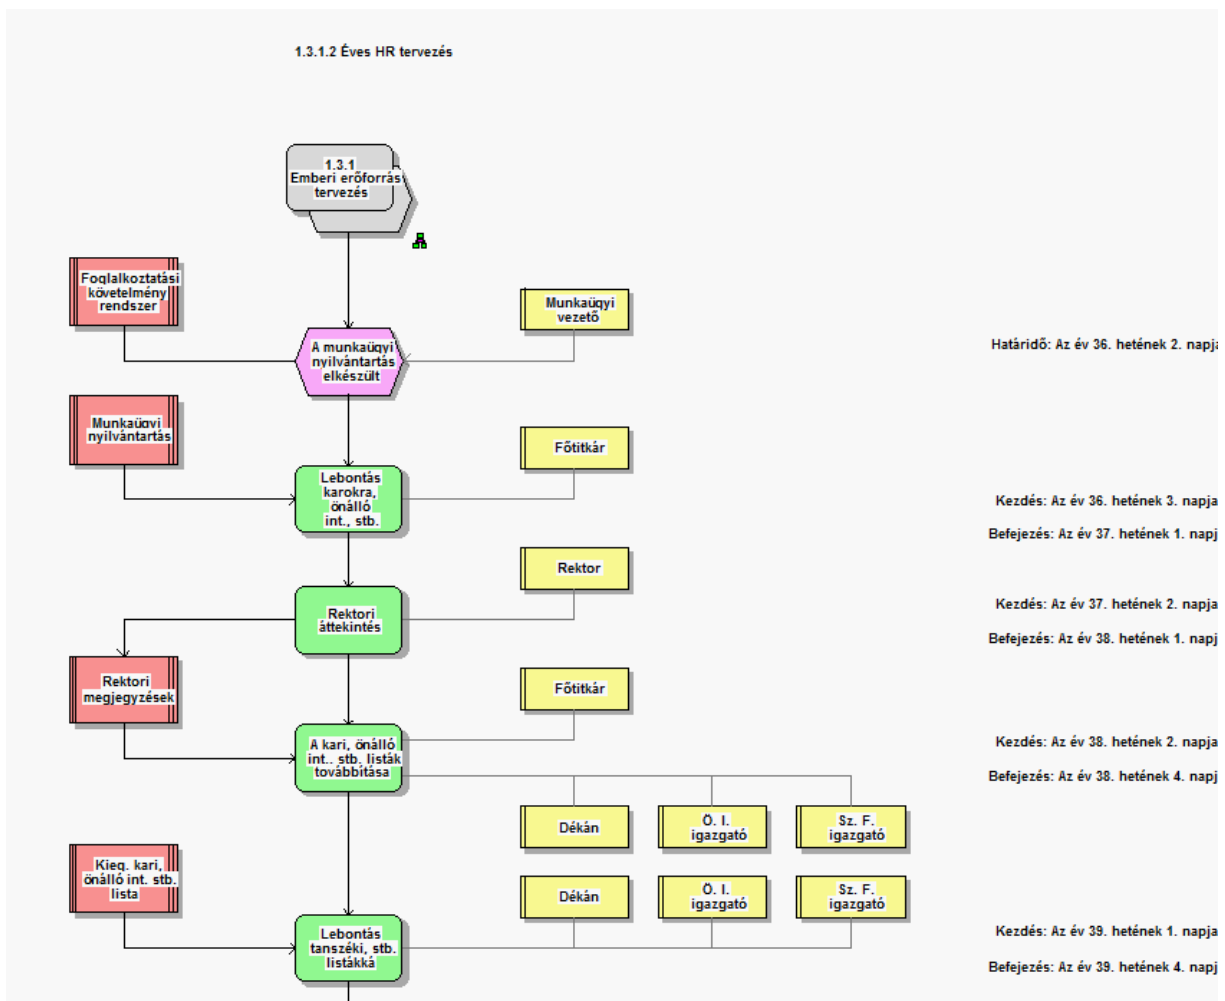 1.3.1.2 Éves HR tervezés
1.3.1
Emberi erőforrás
tervezés
Foglalkoztatási
követelmény
rendszer
Munkaügyi
vezető
A munkaügyi
nyilvántartás
elkészült
Határidő: Az év 36. hetének 2. napja
Munkaügyi
nyilvántartás
Főtitkár
Lebontás
karokra,
önálló
int., stb.
Kezdés: Az év 36. hetének 3. napja
Befejezés: Az év 37. hetének 1. napj
Rektor
Rektori
áttekintés
Kezdés: Az év 37. hetének 2. napja
Befejezés: Az év 38. hetének 1. napj
Rektori
megjegyzések
Főtitkár
A kari, önálló
int.. stb. listák
továbbítása
Kezdés: Az év 38. hetének 2. napja
Befejezés: Az év 38. hetének 4. napj
Dékán
Ö. I.
igazgató
Sz. F.
igazgató
Kieg. kari,
önálló int. stb.
lista
Dékán
Ö. I.
igazgató
Sz. F.
igazgató
Lebontás
tanszéki, stb.
listákká
Kezdés: Az év 39. hetének 1. napja
Befejezés: Az év 39. hetének 4. napj